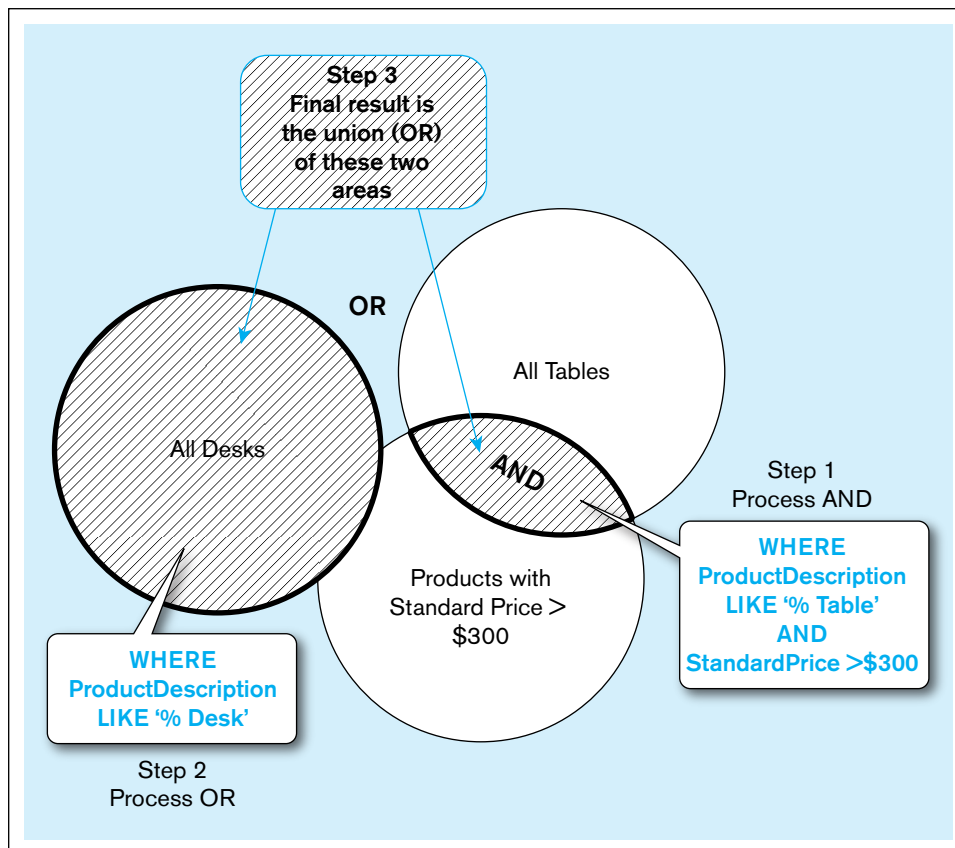 Step 3
Final result is
the union (OR)
of these two
areas
OR
All Tables
All Desks
AND
Step 1
Process AND
WHERE
ProductDescription
LIKE ‘% Table’
AND
StandardPrice >$300
Products with
Standard Price >
$300
WHERE
ProductDescription
LIKE ‘% Desk’
Step 2
Process OR